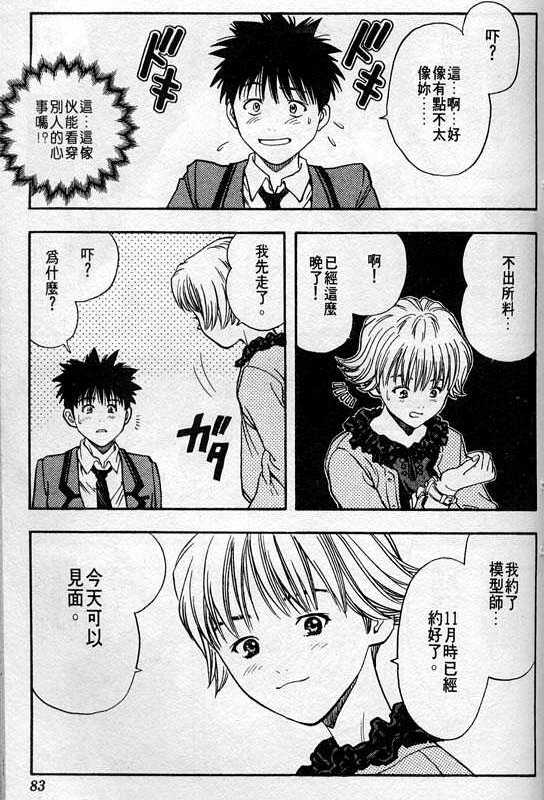 吓?
這…啊…好
像有點不太
像妳……
ドキ
ドキ
這…這傢
伙能看穿
別人的心
事嗎!?
不出所料…
啊!
已經這麼
晚了!
我先走了。
ガタ
吓?
爲什麼?
我約了
模型師…
11月時已經
約好了。
今天可以
見面。
83